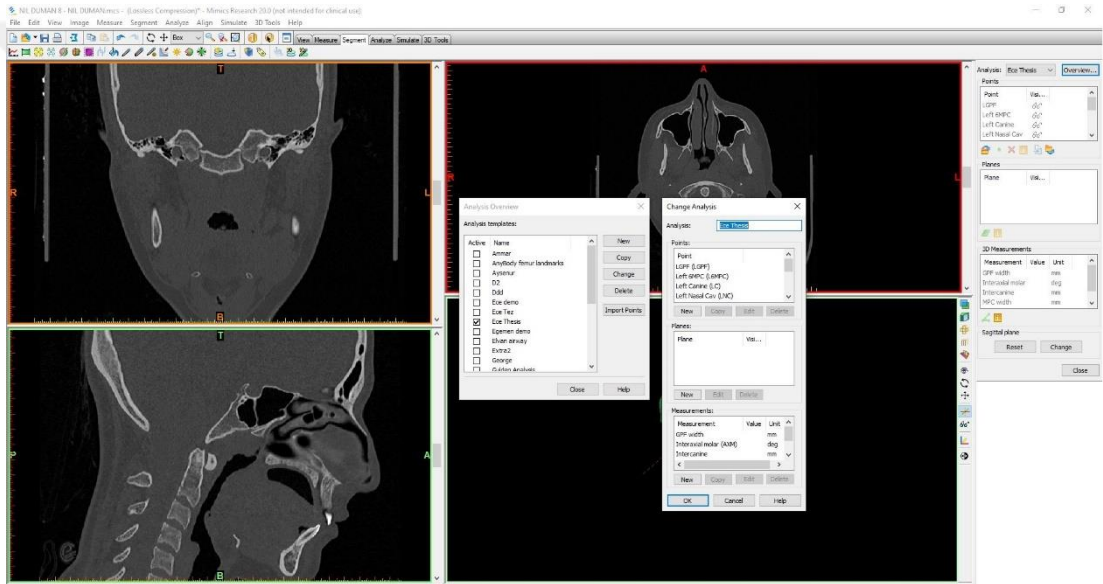 NIL DUMAN II - NIL DUMAN.mcs - (Lossless Compression)* - Mimics Research 20.0 (not intended for clinical use)
File Edit View Image Measure Segment Analyze Align Simulate 3D Tools Help
Box
View Measure Segment Analyze Simulate 3D Tools
T
R
L
B
A
R
L
T
P
A
B
Analysis Overview
Analysis templates:
Active Name
Ammar
AnyBody femur landmarks
Aysenur
D2
Ddd
Ece demo
Ece Tez
Ece Thesis
Egemen demo
Elvan airway
Extra2
George
Gulden Analysis
New
Copy
Change
Delete
Import Points
Close Help
Change Analysis
Analysis: Ece Thesis
Points:
Point
LGPF (LGPF)
Left 6MPC (L6MPC)
Left Canine (LC)
Left Nasal Cav (LNC)
New Copy Edit Delete
Planes:
Plane Visi...
New Edit Delete
Measurements:
Measurement Value Unit
GPF width mm
Interaxial molar (AXM) deg
Intercanine mm
New Copy Edit Delete
OK Cancel Help
Analysis: Ece Thesis Overview...
Points
Point Visi...
LGPF
Left 6MPC
Left Canine
Left Nasal Cav
Planes
Plane Visi...
3D Measurements
Measurement Value Unit
GPF width mm
Interaxial molar deg
Intercanine mm
MPC width mm
Sagittal plane
Reset Change
Close